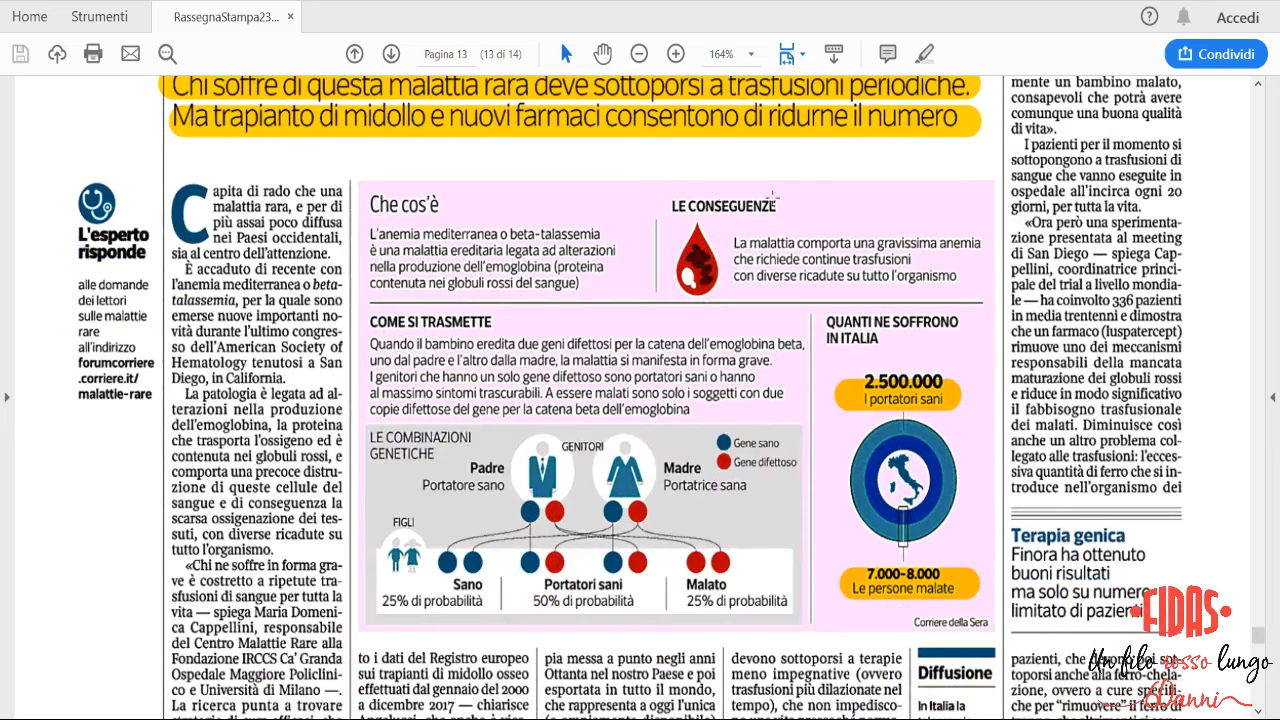 Home
Strumenti
RassegnaStampa23...
×
Accedi
Pagina 13
(13 di 14)
164%
Condividi
Chi soffre di questa malattia rara deve sottoporsi a trasfusioni periodiche.
Ma trapianto di midollo e nuovi farmaci consentono di ridurne il numero
L'esperto
risponde
alle domande
dei lettori
sulle malattie
rare
all'indirizzo
forumcorriere
.corriere.it/
malattie-rare
Capita di rado che una
malattia rara, e per di
più assai poco diffusa
nei Paesi occidentali,
sia al centro dell'attenzione.
È accaduto di recente con
l'anemia mediterranea o beta-
talassemia, per la quale sono
emerse nuove importanti no-
vità durante l'ultimo congres-
so dell'American Society of
Hematology tenutosi a San
Diego, in California.
La patologia è legata ad al-
terazioni nella produzione
dell'emoglobina, la proteina
che trasporta l'ossigeno ed è
contenuta nei globuli rossi, e
comporta una precoce distru-
zione di queste cellule del
sangue e di conseguenza la
scarsa ossigenazione dei tes-
suti, con diverse ricadute su
tutto l'organismo.
«Chi ne soffre in forma gra-
ve è costretto a ripetute tra-
sfusioni di sangue per tutta la
vita — spiega Maria Domeni-
ca Cappellini, responsabile
del Centro Malattie Rare alla
Fondazione IRCCS Ca' Granda
Ospedale Maggiore Policlini-
co e Università di Milano —.
La ricerca punta a trovare
Che cos'è
L'anemia mediterranea o beta-talassemia
è una malattia ereditaria legata ad alterazioni
nella produzione dell'emoglobina (proteina
contenuta nei globuli rossi del sangue)
LE CONSEGUENZE
La malattia comporta una gravissima anemia
che richiede continue trasfusioni
con diverse ricadute su tutto l'organismo
COME SI TRASMETTE
Quando il bambino eredita due geni difettosi per la catena dell'emoglobina beta,
uno dal padre e l'altro dalla madre, la malattia si manifesta in forma grave.
I genitori che hanno un solo gene difettoso sono portatori sani o hanno
al massimo sintomi trascurabili. A essere malati sono solo i soggetti con due
copie difettose del gene per la catena beta dell'emoglobina
LE COMBINAZIONI
GENETICHE
GENITORI
Gene sano
Gene difettoso
Padre
Portatore sano
Madre
Portatrice sana
FIGLI
Sano
25% di probabilità
Portatori sani
50% di probabilità
Malato
25% di probabilità
QUANTI NE SOFFRONO
IN ITALIA
2.500.000
I portatori sani
7.000-8.000
Le persone malate
Corriere della Sera
to i dati del Registro europeo
sui trapianti di midollo osseo
effettuati dal gennaio del 2000
a dicembre 2017 — chiarisce
pia messa a punto negli anni
Ottanta nel nostro Paese e poi
esportata in tutto il mondo,
che rappresenta a oggi l'unica
devono sottoporsi a terapie
meno impegnative (ovvero
trasfusioni più dilazionate nel
tempo), che non impedisco-
Diffusione
In Italia la
mente un bambino malato,
consapevoli che potrà avere
comunque una buona qualità
di vita».
I pazienti per il momento si
sottopongono a trasfusioni di
sangue che vanno eseguite in
ospedale all'incirca ogni 20
giorni, per tutta la vita.
«Ora però una sperimenta-
zione presentata al meeting
di San Diego — spiega Cap-
pellini, coordinatrice princi-
pale del trial a livello mondia-
le — ha coinvolto 336 pazienti
in media trentenni e dimostra
che un farmaco (luspatercept)
rimuove uno dei meccanismi
responsabili della mancata
maturazione dei globuli rossi
e riduce in modo significativo
il fabbisogno trasfusionale
dei malati. Diminuisce così
anche un altro problema col-
legato alle trasfusioni: l'ecces-
siva quantità di ferro che si in-
troduce nell'organismo dei
Terapia genica
Finora ha ottenuto
buoni risultati
ma solo su numero
limitato di pazienti
pazienti, che
toporsi anche alla
zione, ovvero a cure
che per "rimuovere"
FIDAS
Un filo rosso lungo
60anni